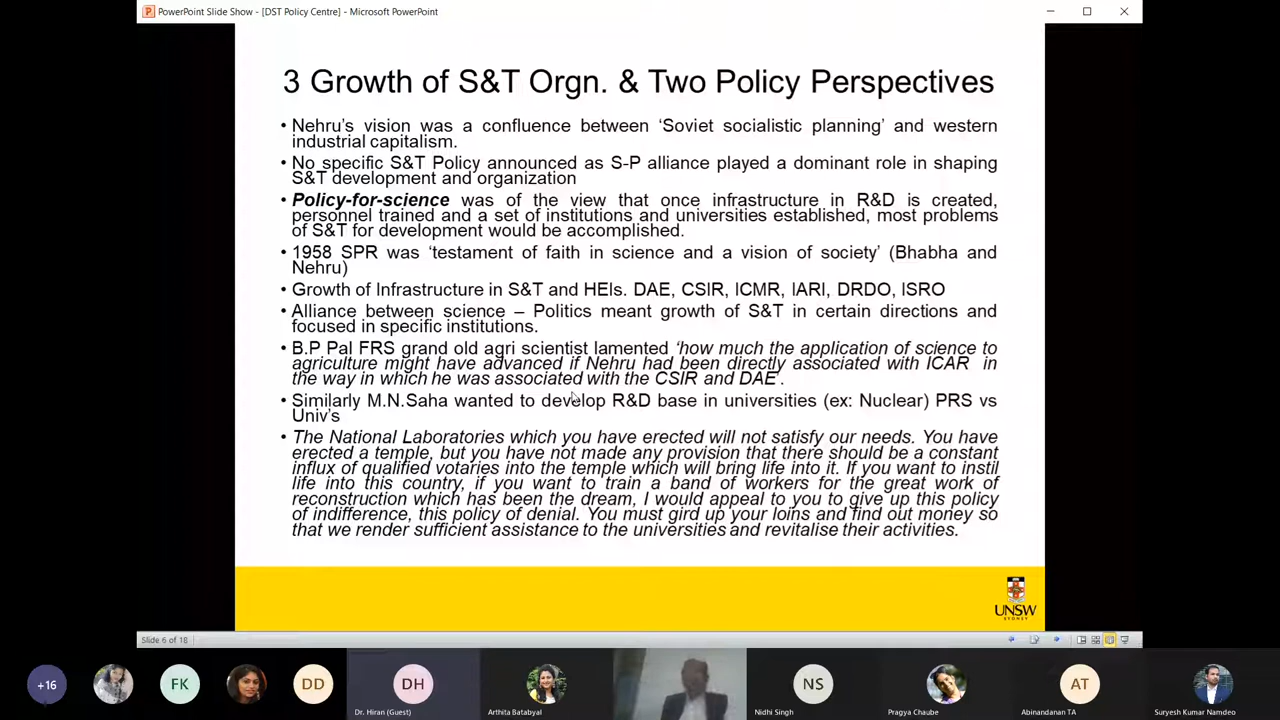 PowerPoint Slide Show - [DST Policy Centre] - Microsoft PowerPoint
3 Growth of S&T Orgn. & Two Policy Perspectives
• Nehru's vision was a confluence between 'Soviet socialistic planning' and western
industrial capitalism.
• No specific S&T Policy announced as S-P alliance played a dominant role in shaping
S&T development and organization
• Policy-for-science was of the view that once infrastructure in R&D is created,
personnel trained and a set of institutions and universities established, most problems
of S&T for development would be accomplished.
• 1958 SPR was 'testament of faith in science and a vision of society' (Bhabha and
Nehru)
• Growth of Infrastructure in S&T and HEIs. DAE, CSIR, ICMR, IARI, DRDO, ISRO
• Alliance between science – Politics meant growth of S&T in certain directions and
focused in specific institutions.
• B.P Pal FRS grand old agri scientist lamented 'how much the application of science to
agriculture might have advanced if Nehru had been directly associated with ICAR in
the way in which he was associated with the CSIR and DAE'.
• Similarly M.N.Saha wanted to develop R&D base in universities (ex: Nuclear) PRS vs
Univ's
• The National Laboratories which you have erected will not satisfy our needs. You have
erected a temple, but you have not made any provision that there should be a constant
influx of qualified votaries into the temple which will bring life into it. If you want to instil
life into this country, if you want to train a band of workers for the great work of
reconstruction which has been the dream, I would appeal to you to give up this policy
of indifference, this policy of denial. You must gird up your loins and find out money so
that we render sufficient assistance to the universities and revitalise their activities.
UNSW
SYDNEY
Slide 6 of 18
+16
FK
DD
DH
NS
AT
Dr. Hiran (Guest)
Arthita Batabyal
Nidhi Singh
Pragya Chaube
Abinandanan TA
Suryesh Kumar Namdeo